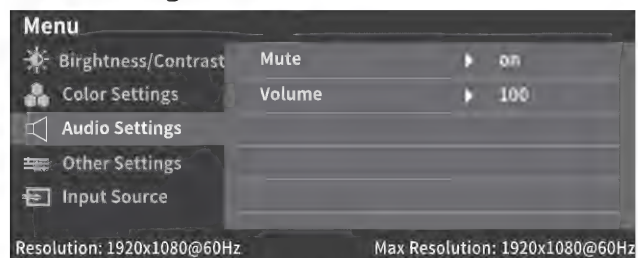 Menu
Birghtness/Contrast
Color Settings
Audio Settings
Other Settings
Input Source
Mute on
Volume 100
Resolution: 1920x1080@60Hz
Max Resolution: 1920x1080@60Hz